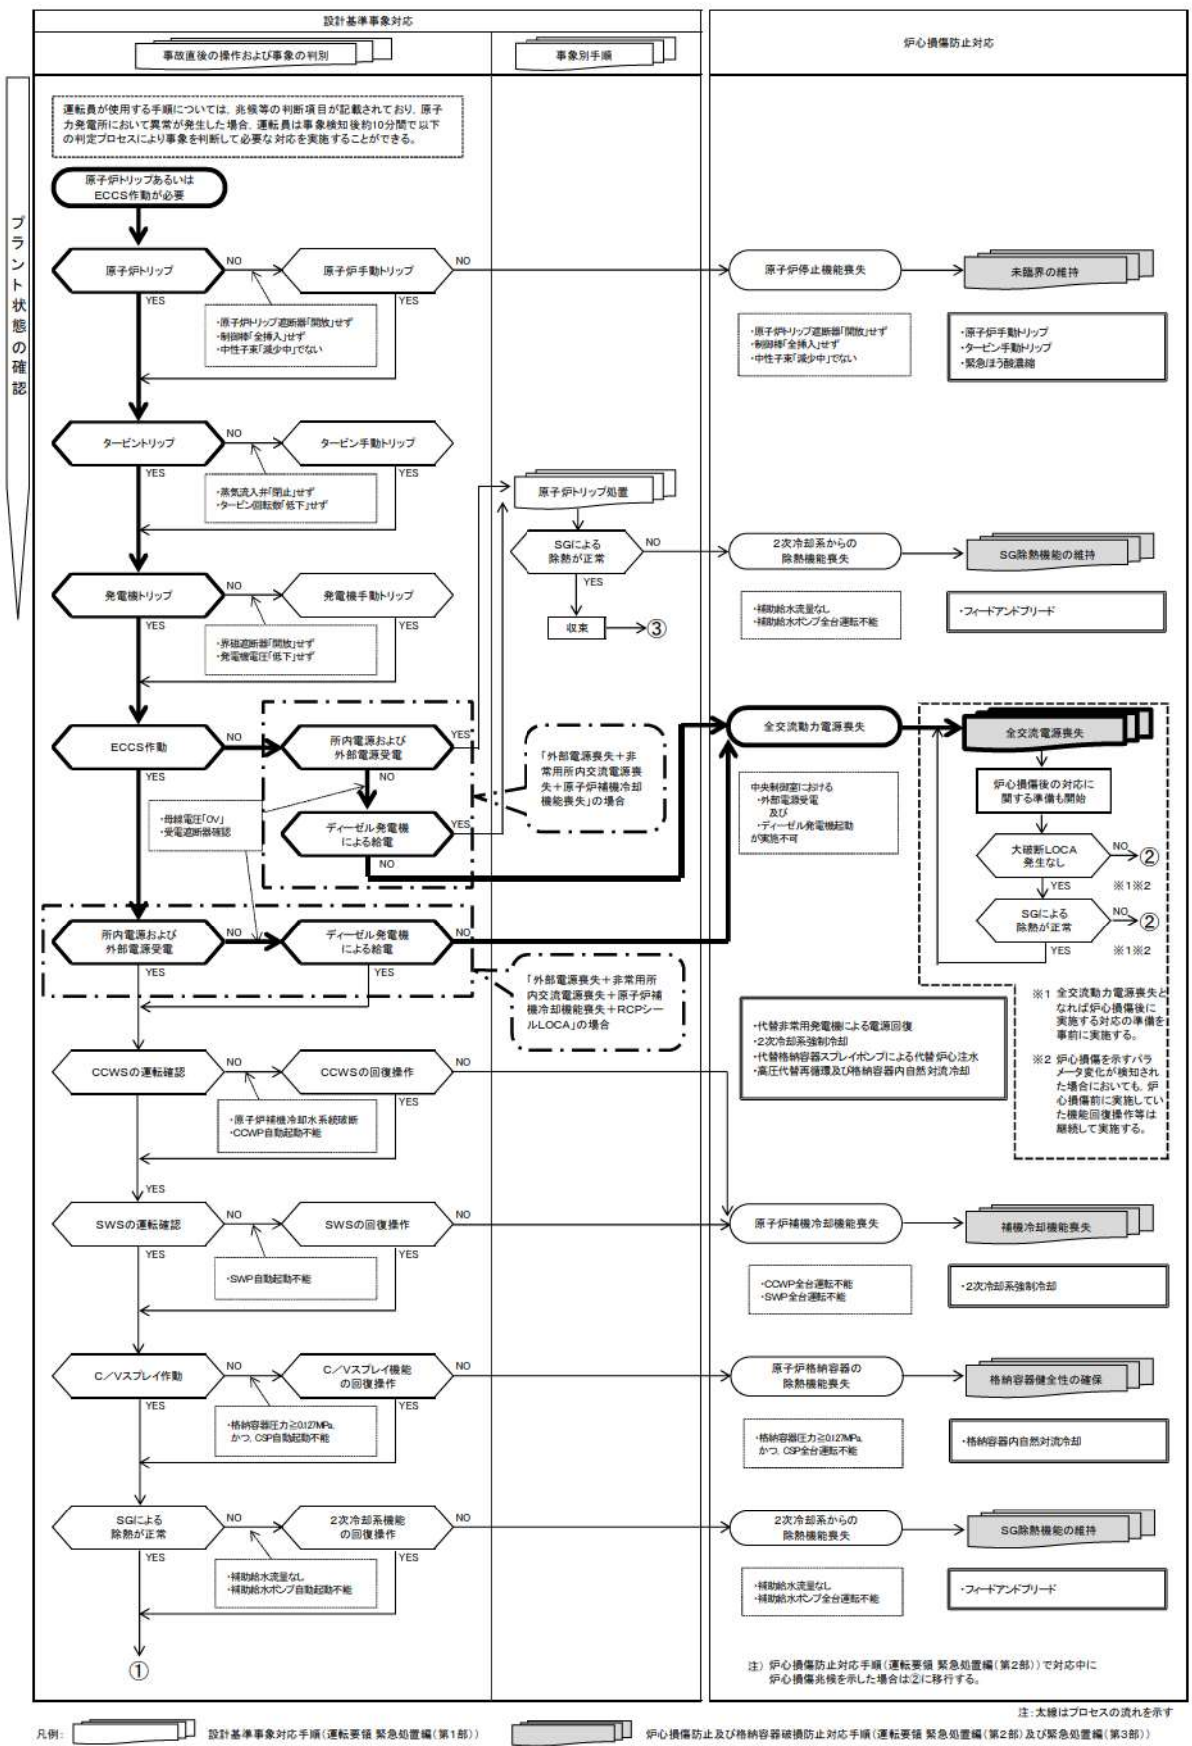 設計基準事象対応
事故直後の操作および事象の判別
事象別手順
炉心損傷防止対応
プラント状態の確認
運転員が使用する手順については、兆候等の判断項目が記載されており、原子
力発電所において異常が発生した場合、運転員は事象検知後約10分間で以下
の判定プロセスにより事象を判断して必要な対応を実施することができる。
原子炉トリップあるいは
ECCS作動が必要
原子炉トリップ
NO
原子炉手動トリップ
NO
原子炉停止機能喪失
未臨界の維持
YES
YES
・原子炉トリップ遮断器「開放」せず
・制御棒「全挿入」せず
・中性子束「減少中」でない
・原子炉トリップ遮断器「開放」せず
・制御棒「全挿入」せず
・中性子束「減少中」でない
・原子炉手動トリップ
・タービン手動トリップ
・緊急ほう酸濃縮
タービントリップ
NO
タービン手動トリップ
YES
YES
・蒸気流入弁「閉止」せず
・タービン回転数「低下」せず
原子炉トリップ処置
SGによる
除熱が正常
NO
2次冷却系からの
除熱機能喪失
SG除熱機能の維持
YES
収束
③
・補助給水流量なし
・補助給水ポンプ全台運転不能
・フィードアンドブリード
発電機トリップ
NO
発電機手動トリップ
YES
YES
・界磁遮断器「開放」せず
・発電機電圧「低下」せず
ECCS作動
NO
所内電源および
外部電源受電
YES
NO
YES
「外部電源喪失＋非
常用所内交流電源喪
失＋原子炉補機冷却
機能喪失」の場合
・母線電圧「0V」
・受電遮断器確認
ディーゼル発電機
による給電
YES
NO
全交流動力電源喪失
全交流電源喪失
中央制御室における
・外部電源受電
及び
・ディーゼル発電機起動
が実施不可
炉心損傷後の対応に
関する準備も開始
大破断LOCA
発生なし
NO
②
YES
※1※2
SGによる
除熱が正常
NO
②
YES
※1※2
所内電源および
外部電源受電
NO
ディーゼル発電機
による給電
NO
YES
YES
「外部電源喪失＋非常用所
内交流電源喪失＋原子炉補
機冷却機能喪失＋RCPシー
ルLOCA」の場合
※1 全交流動力電源喪失と
なれば炉心損傷後に
実施する対応の準備を
事前に実施する。
※2 炉心損傷を示すパラ
メータ変化が検知され
た場合においても、炉
心損傷前に実施してい
た機能回復操作等は
継続して実施する。
・代替非常用発電機による電源回復
・2次冷却系強制冷却
・代替格納容器スプレイポンプによる代替炉心注水
・高圧代替再循環及び格納容器内自然対流冷却
CCWSの運転確認
NO
CCWSの回復操作
NO
YES
・原子炉補機冷却水系統破断
・CCWP自動起動不能
YES
SWSの運転確認
NO
SWSの回復操作
NO
原子炉補機冷却機能喪失
補機冷却機能喪失
YES
YES
・SWP自動起動不能
・CCWP全台運転不能
・SWP全台運転不能
・2次冷却系強制冷却
C／Vスプレイ作動
NO
C／Vスプレイ機能
の回復操作
NO
原子炉格納容器の
除熱機能喪失
格納容器健全性の確保
YES
YES
・格納容器圧力≧0.127MPa、
かつ、CSP自動起動不能
・格納容器圧力≧0.127MPa、
かつ、CSP全台運転不能
・格納容器内自然対流冷却
SGによる
除熱が正常
NO
2次冷却系機能
の回復操作
NO
2次冷却系からの
除熱機能喪失
SG除熱機能の維持
YES
YES
・補助給水流量なし
・補助給水ポンプ自動起動不能
・補助給水流量なし
・補助給水ポンプ全台運転不能
・フィードアンドブリード
①
注） 炉心損傷防止対応手順（運転要領 緊急処置編（第2部））で対応中に
炉心損傷兆候を示した場合は②に移行する。
注：太線はプロセスの流れを示す
凡例：
設計基準事象対応手順（運転要領 緊急処置編（第1部））
炉心損傷防止及び格納容器破損防止対応手順（運転要領 緊急処置編（第2部）及び緊急処置編（第3部））